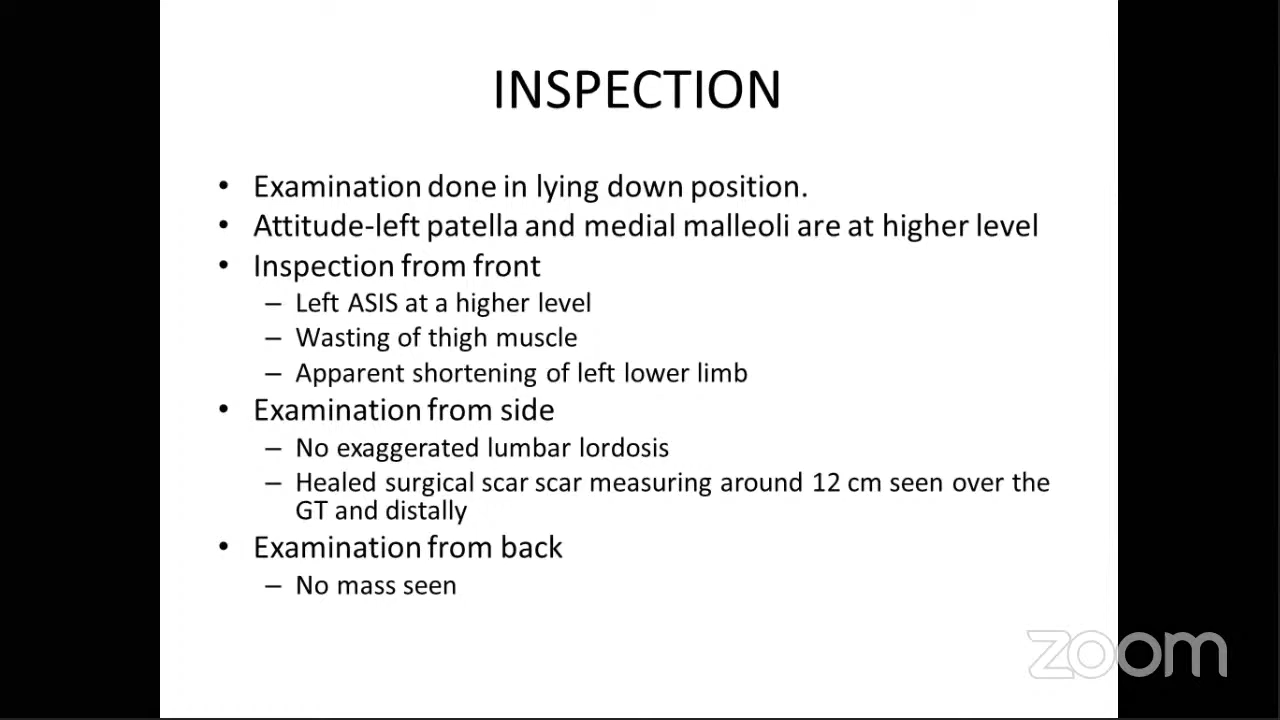 INSPECTION
• Examination done in lying down position.
• Attitude-left patella and medial malleoli are at higher level
• Inspection from front
– Left ASIS at a higher level
– Wasting of thigh muscle
– Apparent shortening of left lower limb
• Examination from side
– No exaggerated lumbar lordosis
– Healed surgical scar scar measuring around 12 cm seen over the
GT and distally
• Examination from back
– No mass seen
zoom